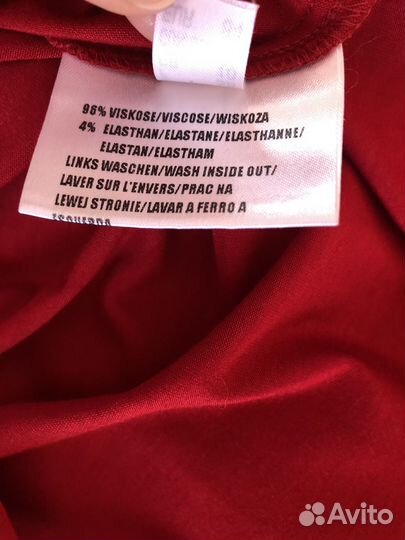 96% VISKOSE/VISCOSE/WISKOZA
4% ELASTHAN/ELASTANE/ELASTHANNE/
ELASTAN/ELASTHAM
LINKS WASCHEN/WASH INSIDE OUT/
LAVER SUR L'ENVERS/PRAC NA
LEWEJ STRONIE/LAVAR A FERRO A
ESQUERDA
Avito